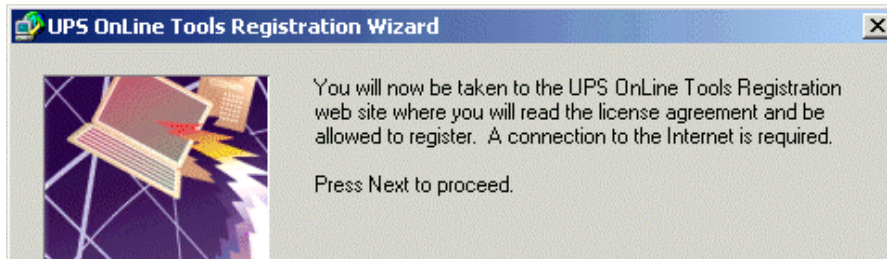 UPS OnLine Tools Registration Wizard
You will now be taken to the UPS OnLine Tools Registration
web site where you will read the license agreement and be
allowed to register. A connection to the Internet is required.
Press Next to proceed.